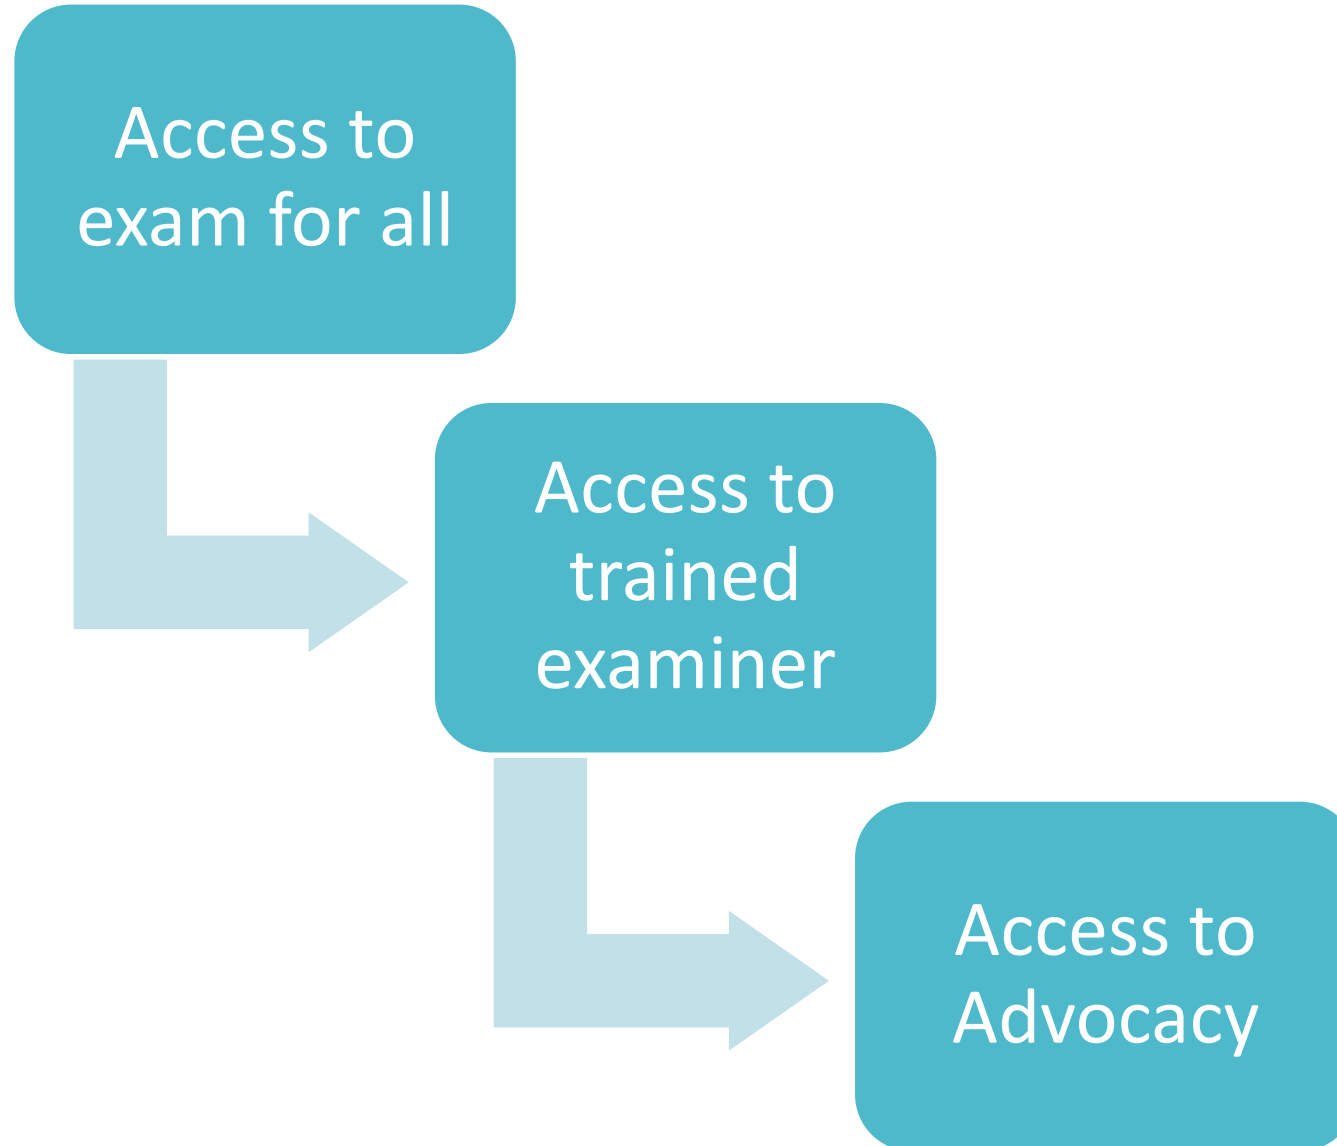 Access to
exam for all
Access to
trained
examiner
Access to
Advocacy